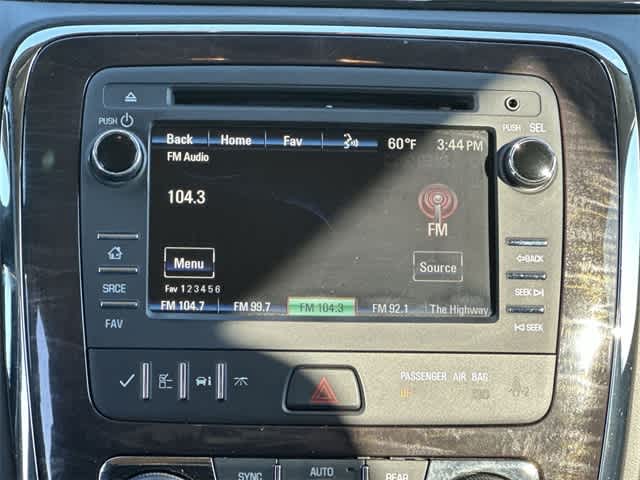 PUSH
PUSH SEL
Back Home Fav 60°F 3:44 PM
FM Audio
104.3
FM
Menu
Source
Fav 1 2 3 4 5 6
FM 104.7 FM 99.7 FM 104.3 FM 92.1 The Highway
SRCE
FAV
BACK
SEEK
SEEK
PASSENGER AIR BAG
SYNC AUTO REAR